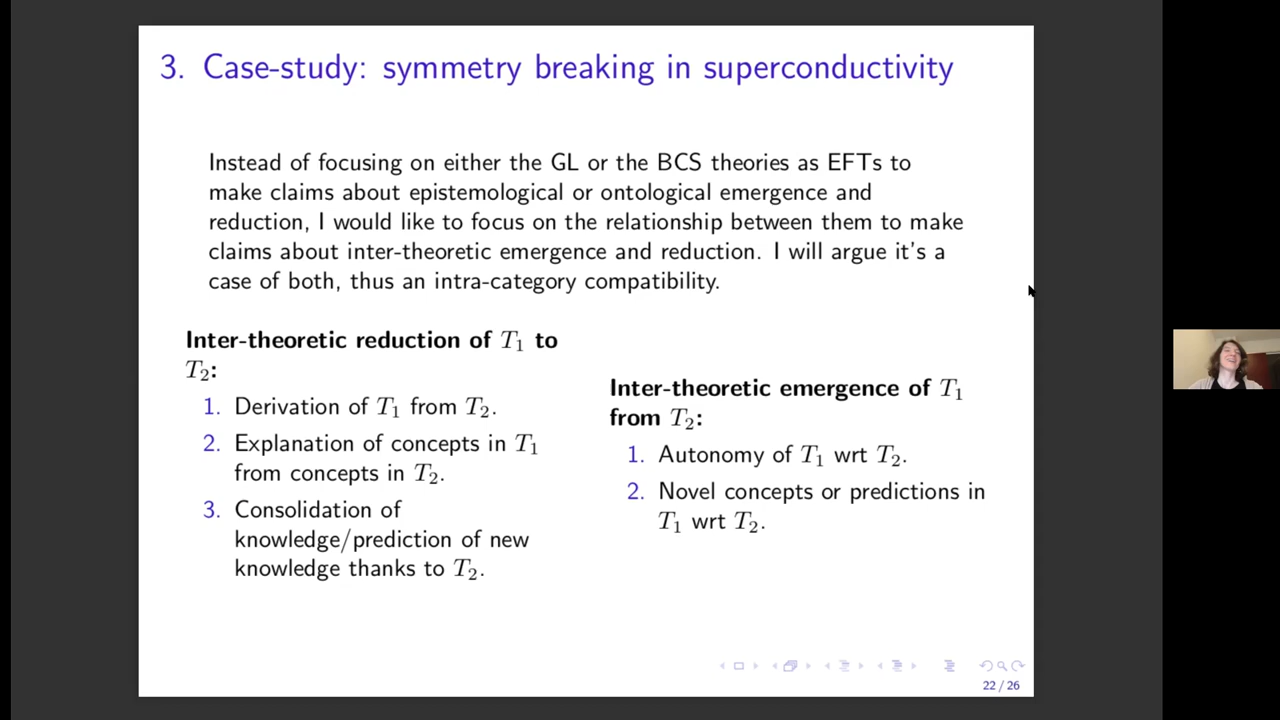 3. Case-study: symmetry breaking in superconductivity
Instead of focusing on either the GL or the BCS theories as EFTs to
make claims about epistemological or ontological emergence and
reduction, I would like to focus on the relationship between them to make
claims about inter-theoretic emergence and reduction. I will argue it's a
case of both, thus an intra-category compatibility.
Inter-theoretic reduction of T₁ to
T₂:
1. Derivation of T₁ from T₂.
2. Explanation of concepts in T₁
from concepts in T₂.
3. Consolidation of
knowledge/prediction of new
knowledge thanks to T₂.
Inter-theoretic emergence of T₁
from T₂:
1. Autonomy of T₁ wrt T₂.
2. Novel concepts or predictions in
T₁ wrt T₂.
22 / 26